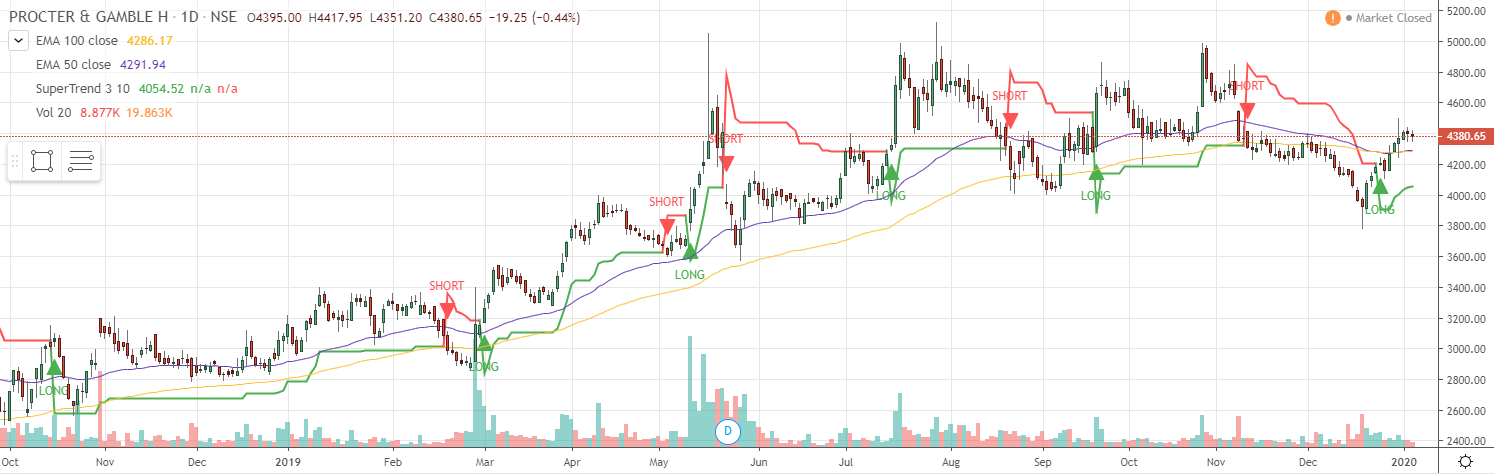 PROCTER & GAMBLE H · 1D · NSE O4395.00 H4417.95 L4351.20 C4380.65 −19.25 (−0.44%)
! Market Closed
EMA 100 close 4286.17
EMA 50 close 4291.94
SuperTrend 3 10 4054.52 n/a n/a
Vol 20 8.877K 19.863K
5200.00
5000.00
4800.00
4600.00
4380.65
4200.00
4000.00
3800.00
3600.00
3400.00
3200.00
3000.00
2800.00
2600.00
2400.00
LONG
SHORT
LONG
SHORT
LONG
SHORT
LONG
SHORT
LONG
SHORT
LONG
D
Oct Nov Dec 2019 Feb Mar Apr May Jun Jul Aug Sep Oct Nov Dec 2020